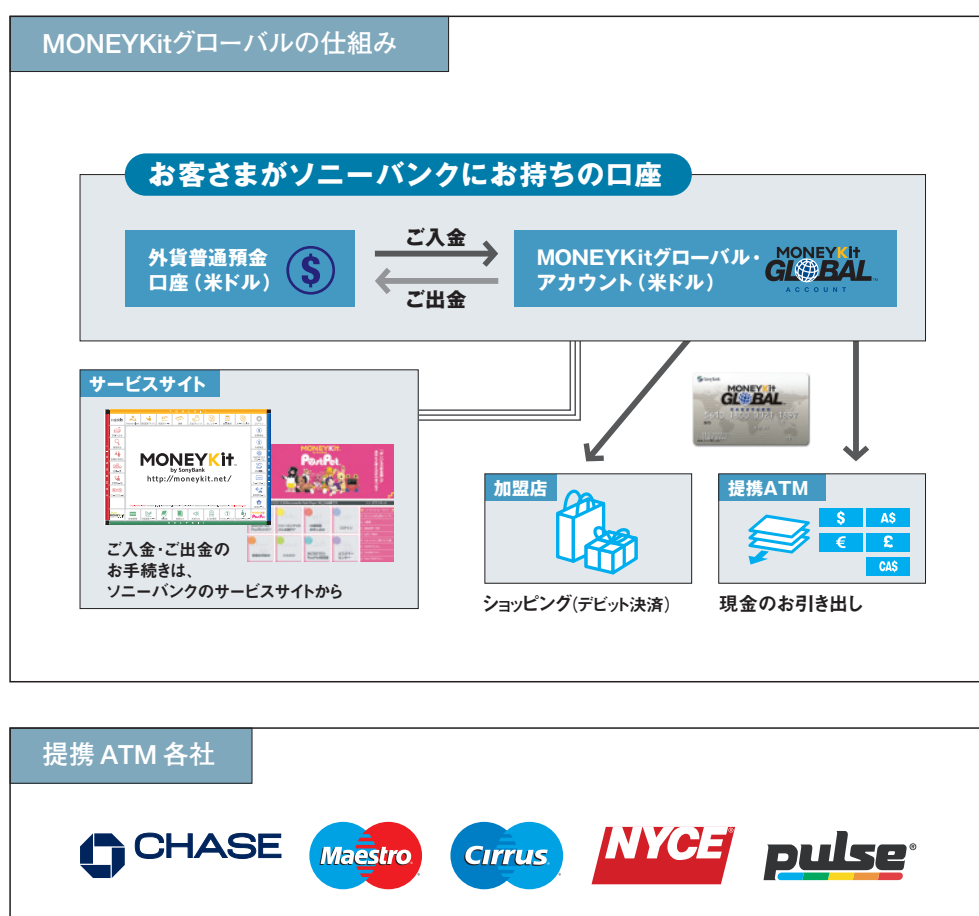 MONEYKitグローバルの仕組み
お客さまがソニーバンクにお持ちの口座
外貨普通預金
口座（米ドル）
$
ご入金
ご出金
MONEYKitグローバル・
アカウント（米ドル）
MONEYKit
GLOBAL
ACCOUNT
サービスサイト
MONEYKit
by SonyBank
http://moneykit.net/
MONEYKit
PostPet
ご入金・ご出金の
お手続きは、
ソニーバンクのサービスサイトから
SonyBank
MONEYKit
GLOBAL
加盟店
ショッピング(デビット決済)
提携ATM
$ A$
€ £
CA$
現金のお引き出し
提携 ATM 各社
CHASE
Maestro
Cirrus
NYCE®
pulse®